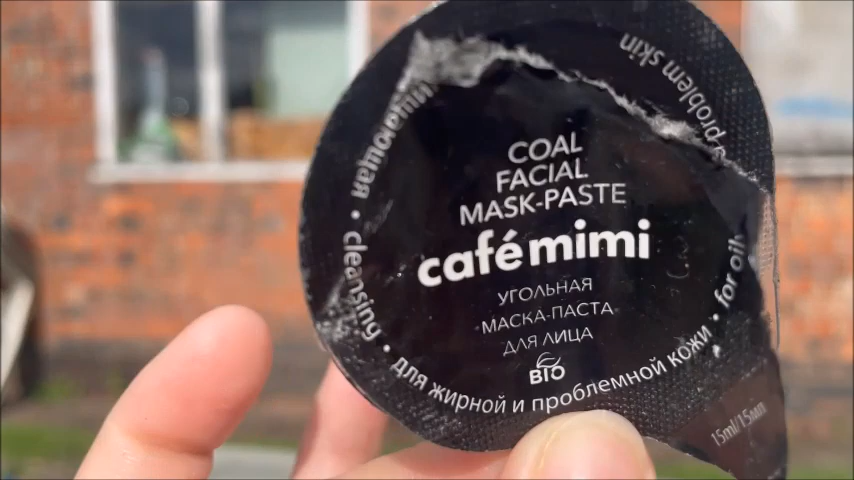 COAL
FACIAL
MASK-PASTE
café mimi
УГОЛЬНАЯ
МАСКА-ПАСТА
ДЛЯ ЛИЦА
BIO
cleansing • для жирной и проблемной кожи • for oily
problem skin
15ml/15мл